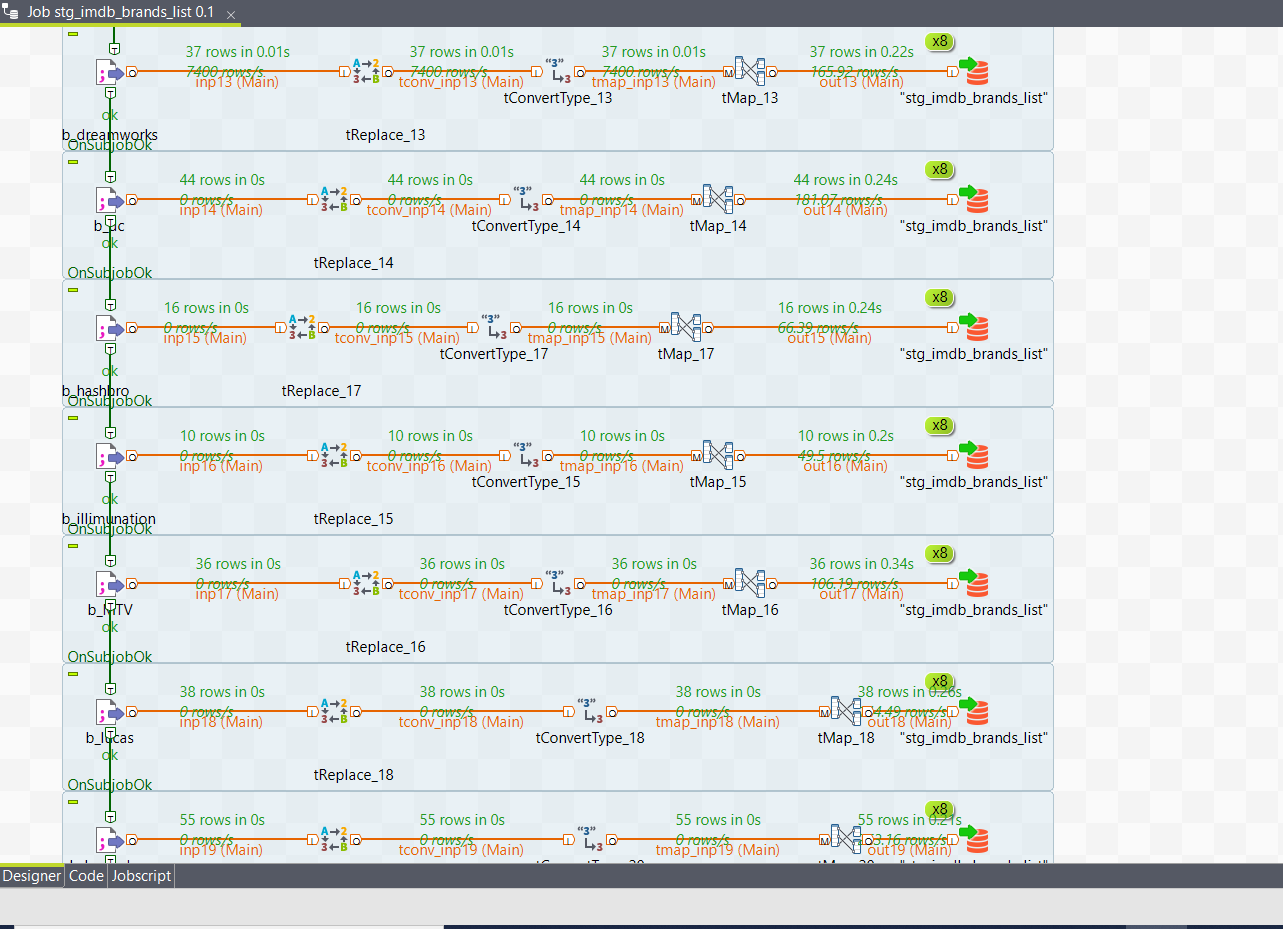 Job stg_imdb_brands_list 0.1
37 rows in 0.01s 37 rows in 0.01s 37 rows in 0.01s 37 rows in 0.22s x8
7400 rows/s 7400 rows/s 7400 rows/s 165.92 rows/s
inp13 (Main) tconv_inp13 (Main) tmap_inp13 (Main) out13 (Main)
tConvertType_13 tMap_13 "stg_imdb_brands_list"
ok
b_dreamworks tReplace_13
OnSubjobOk
44 rows in 0s 44 rows in 0s 44 rows in 0s 44 rows in 0.24s x8
0 rows/s 0 rows/s 0 rows/s 181.07 rows/s
inp14 (Main) tconv_inp14 (Main) tmap_inp14 (Main) out14 (Main)
tConvertType_14 tMap_14 "stg_imdb_brands_list"
ok
tReplace_14
OnSubjobOk
16 rows in 0s 16 rows in 0s 16 rows in 0s 16 rows in 0.24s x8
0 rows/s 0 rows/s 0 rows/s 66.39 rows/s
inp15 (Main) tconv_inp15 (Main) tmap_inp15 (Main) out15 (Main)
tConvertType_17 tMap_17 "stg_imdb_brands_list"
ok
b_hashbro tReplace_17
OnSubjobOk
10 rows in 0s 10 rows in 0s 10 rows in 0s 10 rows in 0.2s x8
0 rows/s 0 rows/s 0 rows/s 49.5 rows/s
inp16 (Main) tconv_inp16 (Main) tmap_inp16 (Main) out16 (Main)
tConvertType_15 tMap_15 "stg_imdb_brands_list"
ok
b_illimunation tReplace_15
OnSubjobOk
36 rows in 0s 36 rows in 0s 36 rows in 0s 36 rows in 0.34s x8
0 rows/s 0 rows/s 0 rows/s 106.19 rows/s
inp17 (Main) tconv_inp17 (Main) tmap_inp17 (Main) out17 (Main)
tConvertType_16 tMap_16 "stg_imdb_brands_list"
ok
tReplace_16
OnSubjobOk
38 rows in 0s 38 rows in 0s 38 rows in 0s 38 rows in 0.26s x8
0 rows/s 0 rows/s 0 rows/s
inp18 (Main) tconv_inp18 (Main) tmap_inp18 (Main) out18 (Main)
b_lucas tConvertType_18 tMap_18 "stg_imdb_brands_list"
ok
tReplace_18
OnSubjobOk
55 rows in 0s 55 rows in 0s 55 rows in 0s 55 rows in 0.21s x8
0 rows/s 0 rows/s 0 rows/s
inp19 (Main) tconv_inp19 (Main) tmap_inp19 (Main) out19 (Main)
Designer Code Jobscript